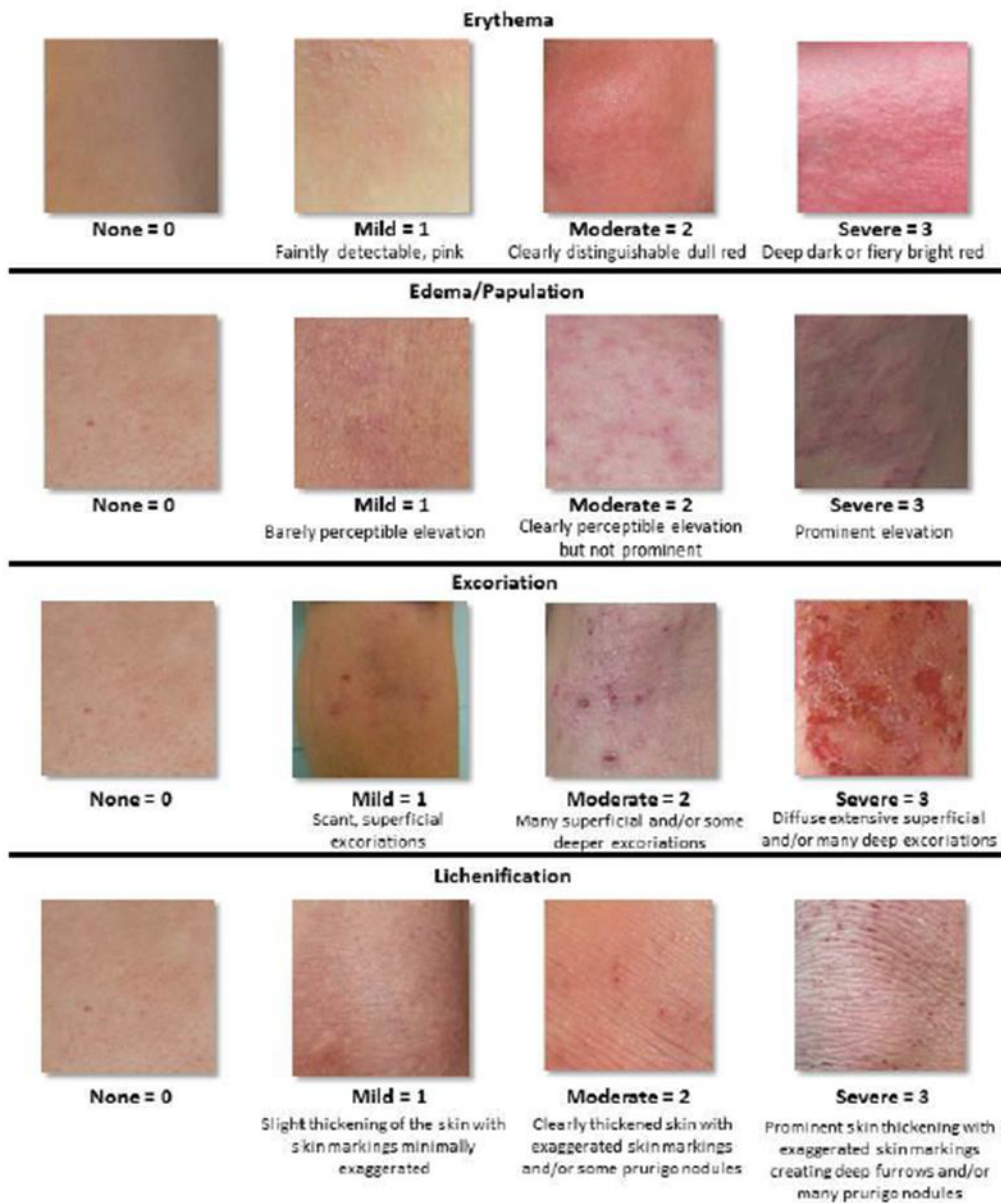 Erythema
None = 0
Mild = 1
Moderate = 2
Severe = 3
Faintly detectable, pink
Clearly distinguishable dull red
Deep dark or fiery bright red
Edema/Papulation
None = 0
Mild = 1
Moderate = 2
Severe = 3
Barely perceptible elevation
Clearly perceptible elevation
but not prominent
Prominent elevation
Excoriation
None = 0
Mild = 1
Moderate = 2
Severe = 3
Scant, superficial
excoriations
Many superficial and/or some
deeper excoriations
Diffuse extensive superficial
and/or many deep excoriations
Lichenification
None = 0
Mild = 1
Moderate = 2
Severe = 3
Slight thickening of the skin with
skin markings minimally
exaggerated
Clearly thickened skin with
exaggerated skin markings
and/or some prurigo nodules
Prominent skin thickening with
exaggerated skin markings
creating deep furrows and/or
many prurigo nodules